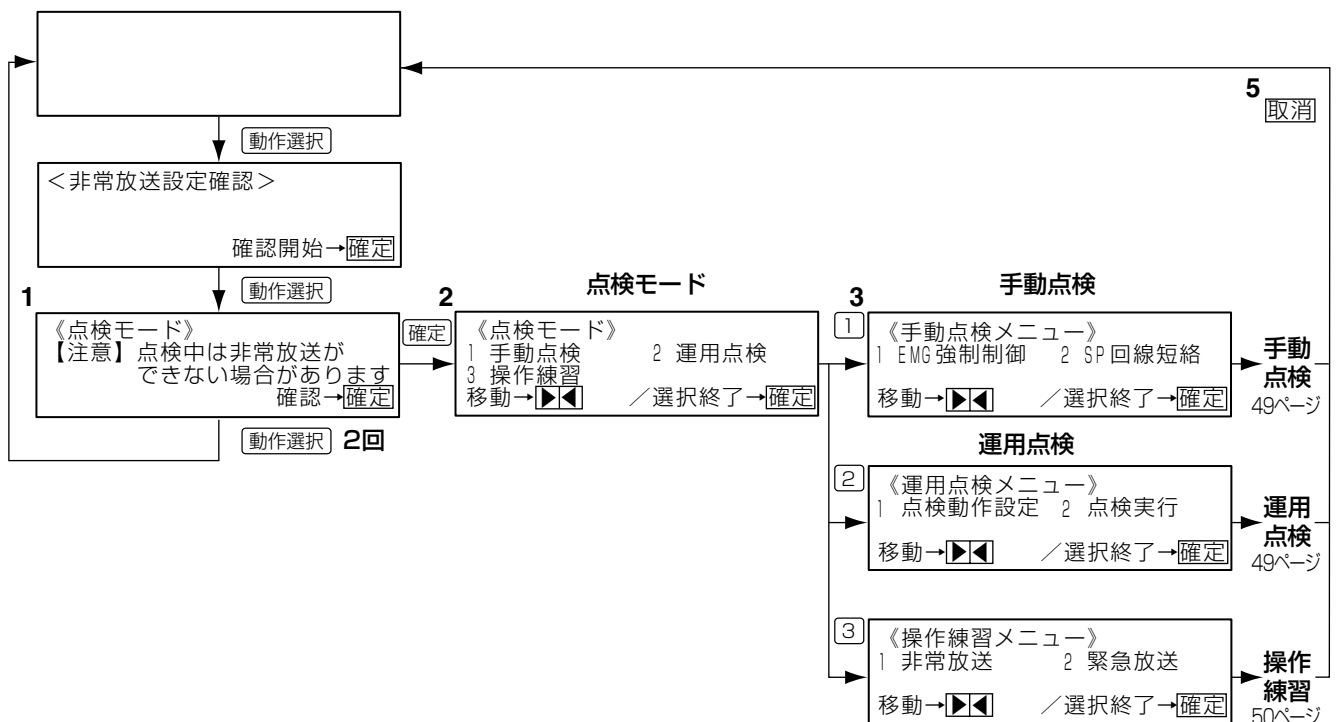 5
取消
動作選択
<非常放送設定確認>
確認開始→確定
動作選択
1
《点検モード》
【注意】点検中は非常放送が
できない場合があります
確認→確定
動作選択 2回
2
確定
点検モード
《点検モード》
1 手動点検 2 運用点検
3 操作練習
移動→▶◀ /選択終了→確定
3
手動点検
1
《手動点検メニュー》
1 EMG強制制御 2 SP回線短絡
移動→▶◀ /選択終了→確定
手動
点検
49ページ
運用点検
2
《運用点検メニュー》
1 点検動作設定 2 点検実行
移動→▶◀ /選択終了→確定
運用
点検
49ページ
3
《操作練習メニュー》
1 非常放送 2 緊急放送
移動→▶◀ /選択終了→確定
操作
練習
50ページ